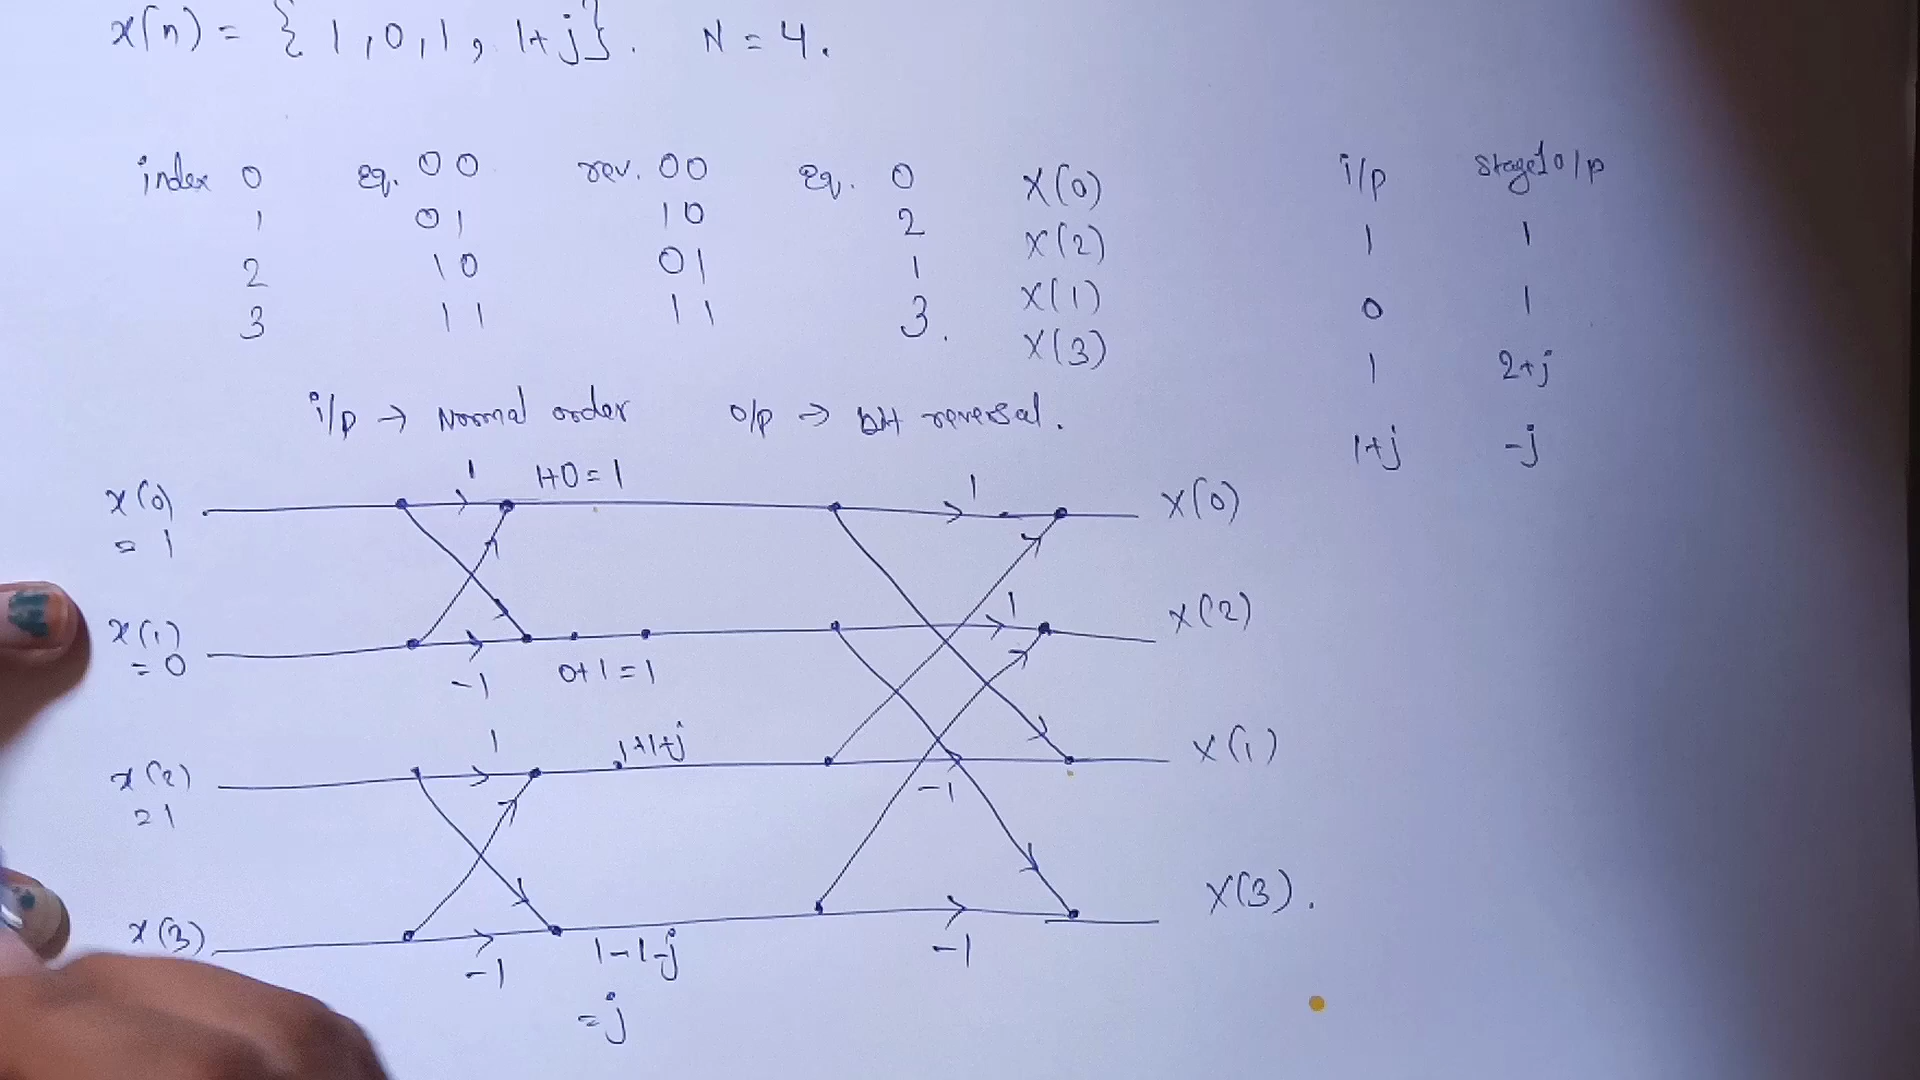 x(n) = { 1, 0, 1, 1+j}. N = 4.
index 0 eq. 00 rev. 00 eq. 0 X(0) i/p stage1 o/p
1 01 10 2 X(2) 1 1
2 10 01 1 X(1) 0 1
3 11 11 3. X(3) 1 2+j
i/p → Normal order o/p → bit reversal. 1+j -j
x(0) = 1 1 1+0 = 1 1 X(0)
x(1) = 0 -1 0+1 = 1 1 X(2)
x(2) = 1 1 1+1+j -1 X(1)
x(3) -1 1-1-j -1 X(3).
= j